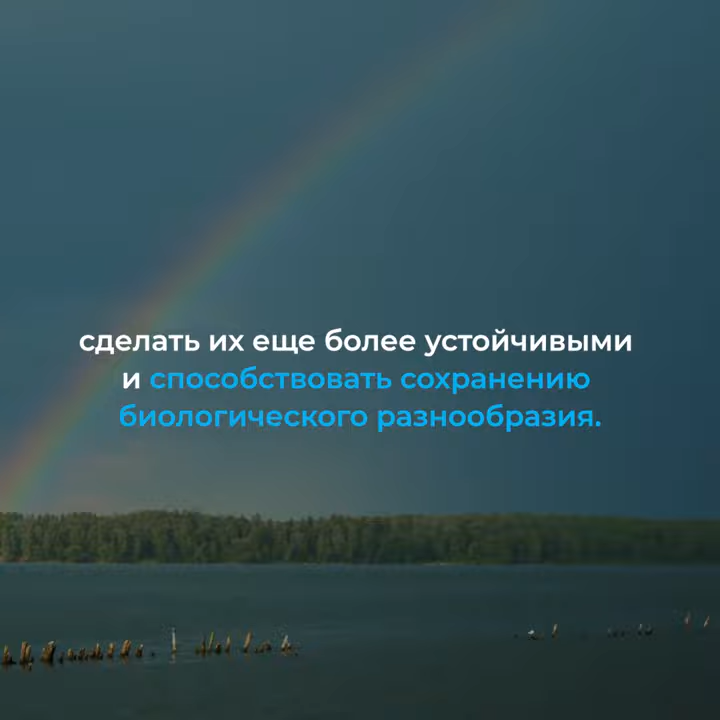 сделать их еще более устойчивыми
и способствовать сохранению
биологического разнообразия.